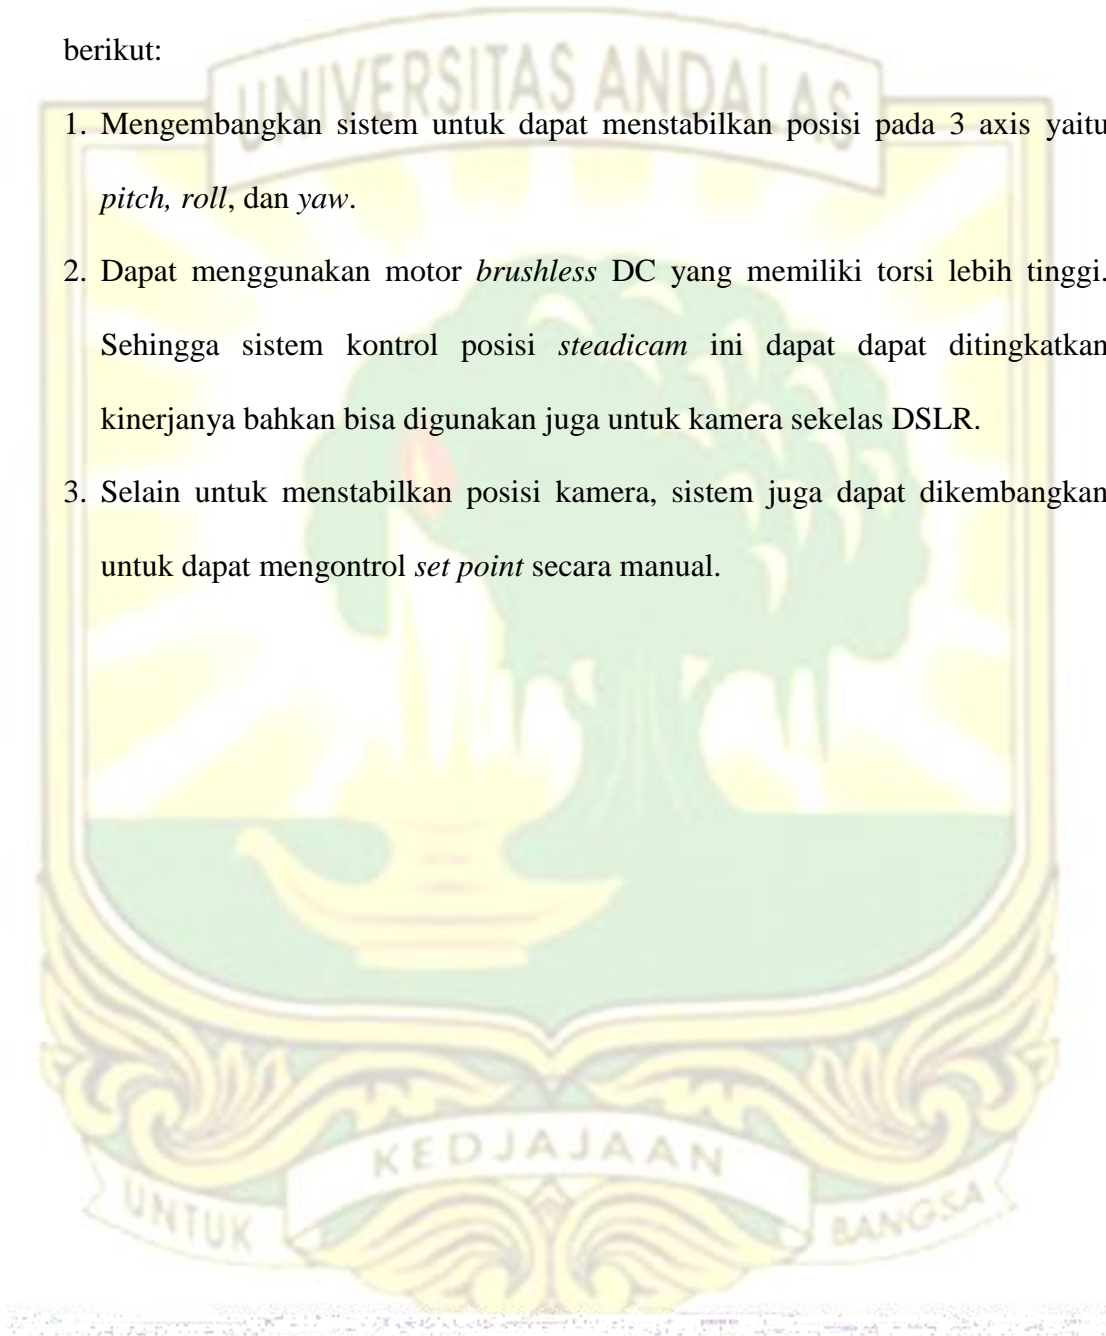 berikut:
UNIVERSITAS ANDALAS
1. Mengembangkan sistem untuk dapat menstabilkan posisi pada 3 axis yaitu
pitch, roll, dan yaw.
2. Dapat menggunakan motor brushless DC yang memiliki torsi lebih tinggi.
Sehingga sistem kontrol posisi steadicam ini dapat dapat ditingkatkan
kinerjanya bahkan bisa digunakan juga untuk kamera sekelas DSLR.
3. Selain untuk menstabilkan posisi kamera, sistem juga dapat dikembangkan
untuk dapat mengontrol set point secara manual.
UNTUK KEDJAJAAN BANGSA